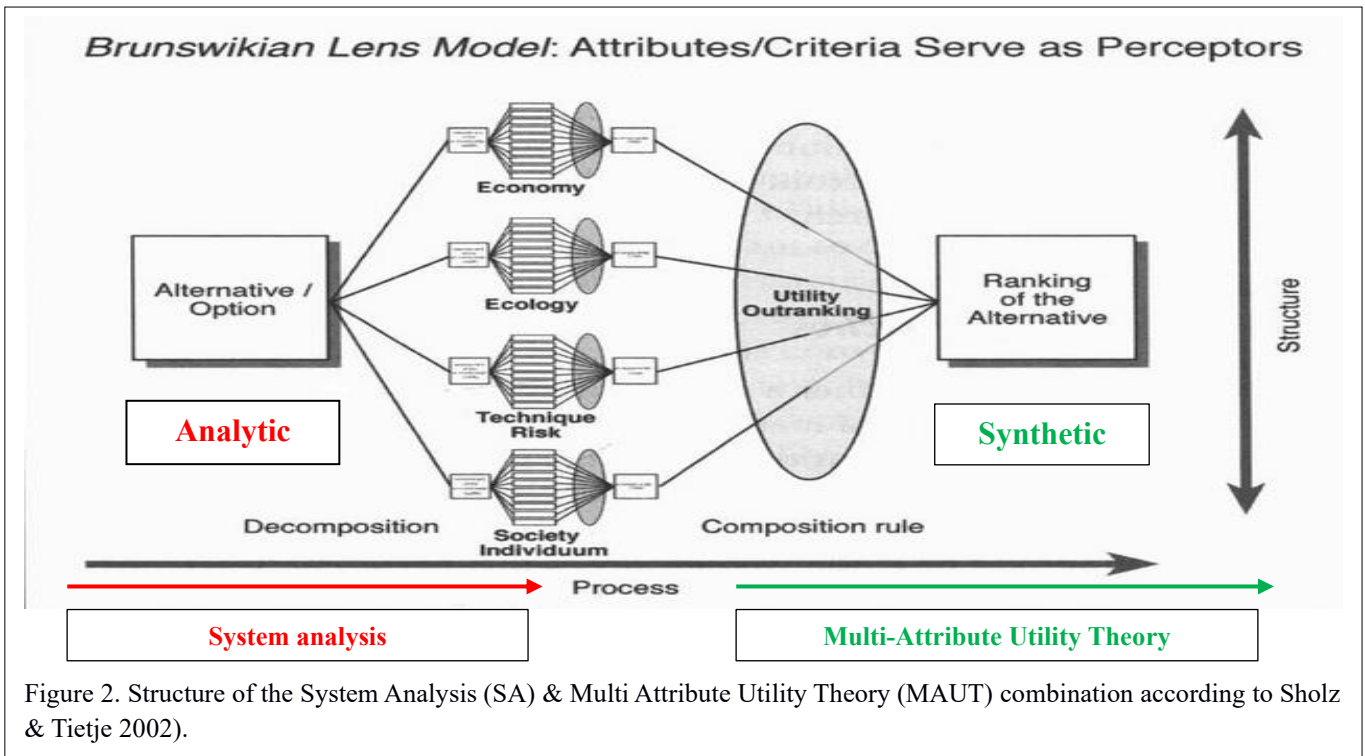 Brunswikian Lens Model: Attributes/Criteria Serve as Perceptors
Economy
Ecology
Technique
Risk
Society
Individuum
Alternative /
Option
Utility
Outranking
Ranking
of the
Alternative
Structure
Analytic
Synthetic
Decomposition
Composition rule
Process
System analysis
Multi-Attribute Utility Theory
Figure 2. Structure of the System Analysis (SA) & Multi Attribute Utility Theory (MAUT) combination according to Sholz
& Tietje 2002).